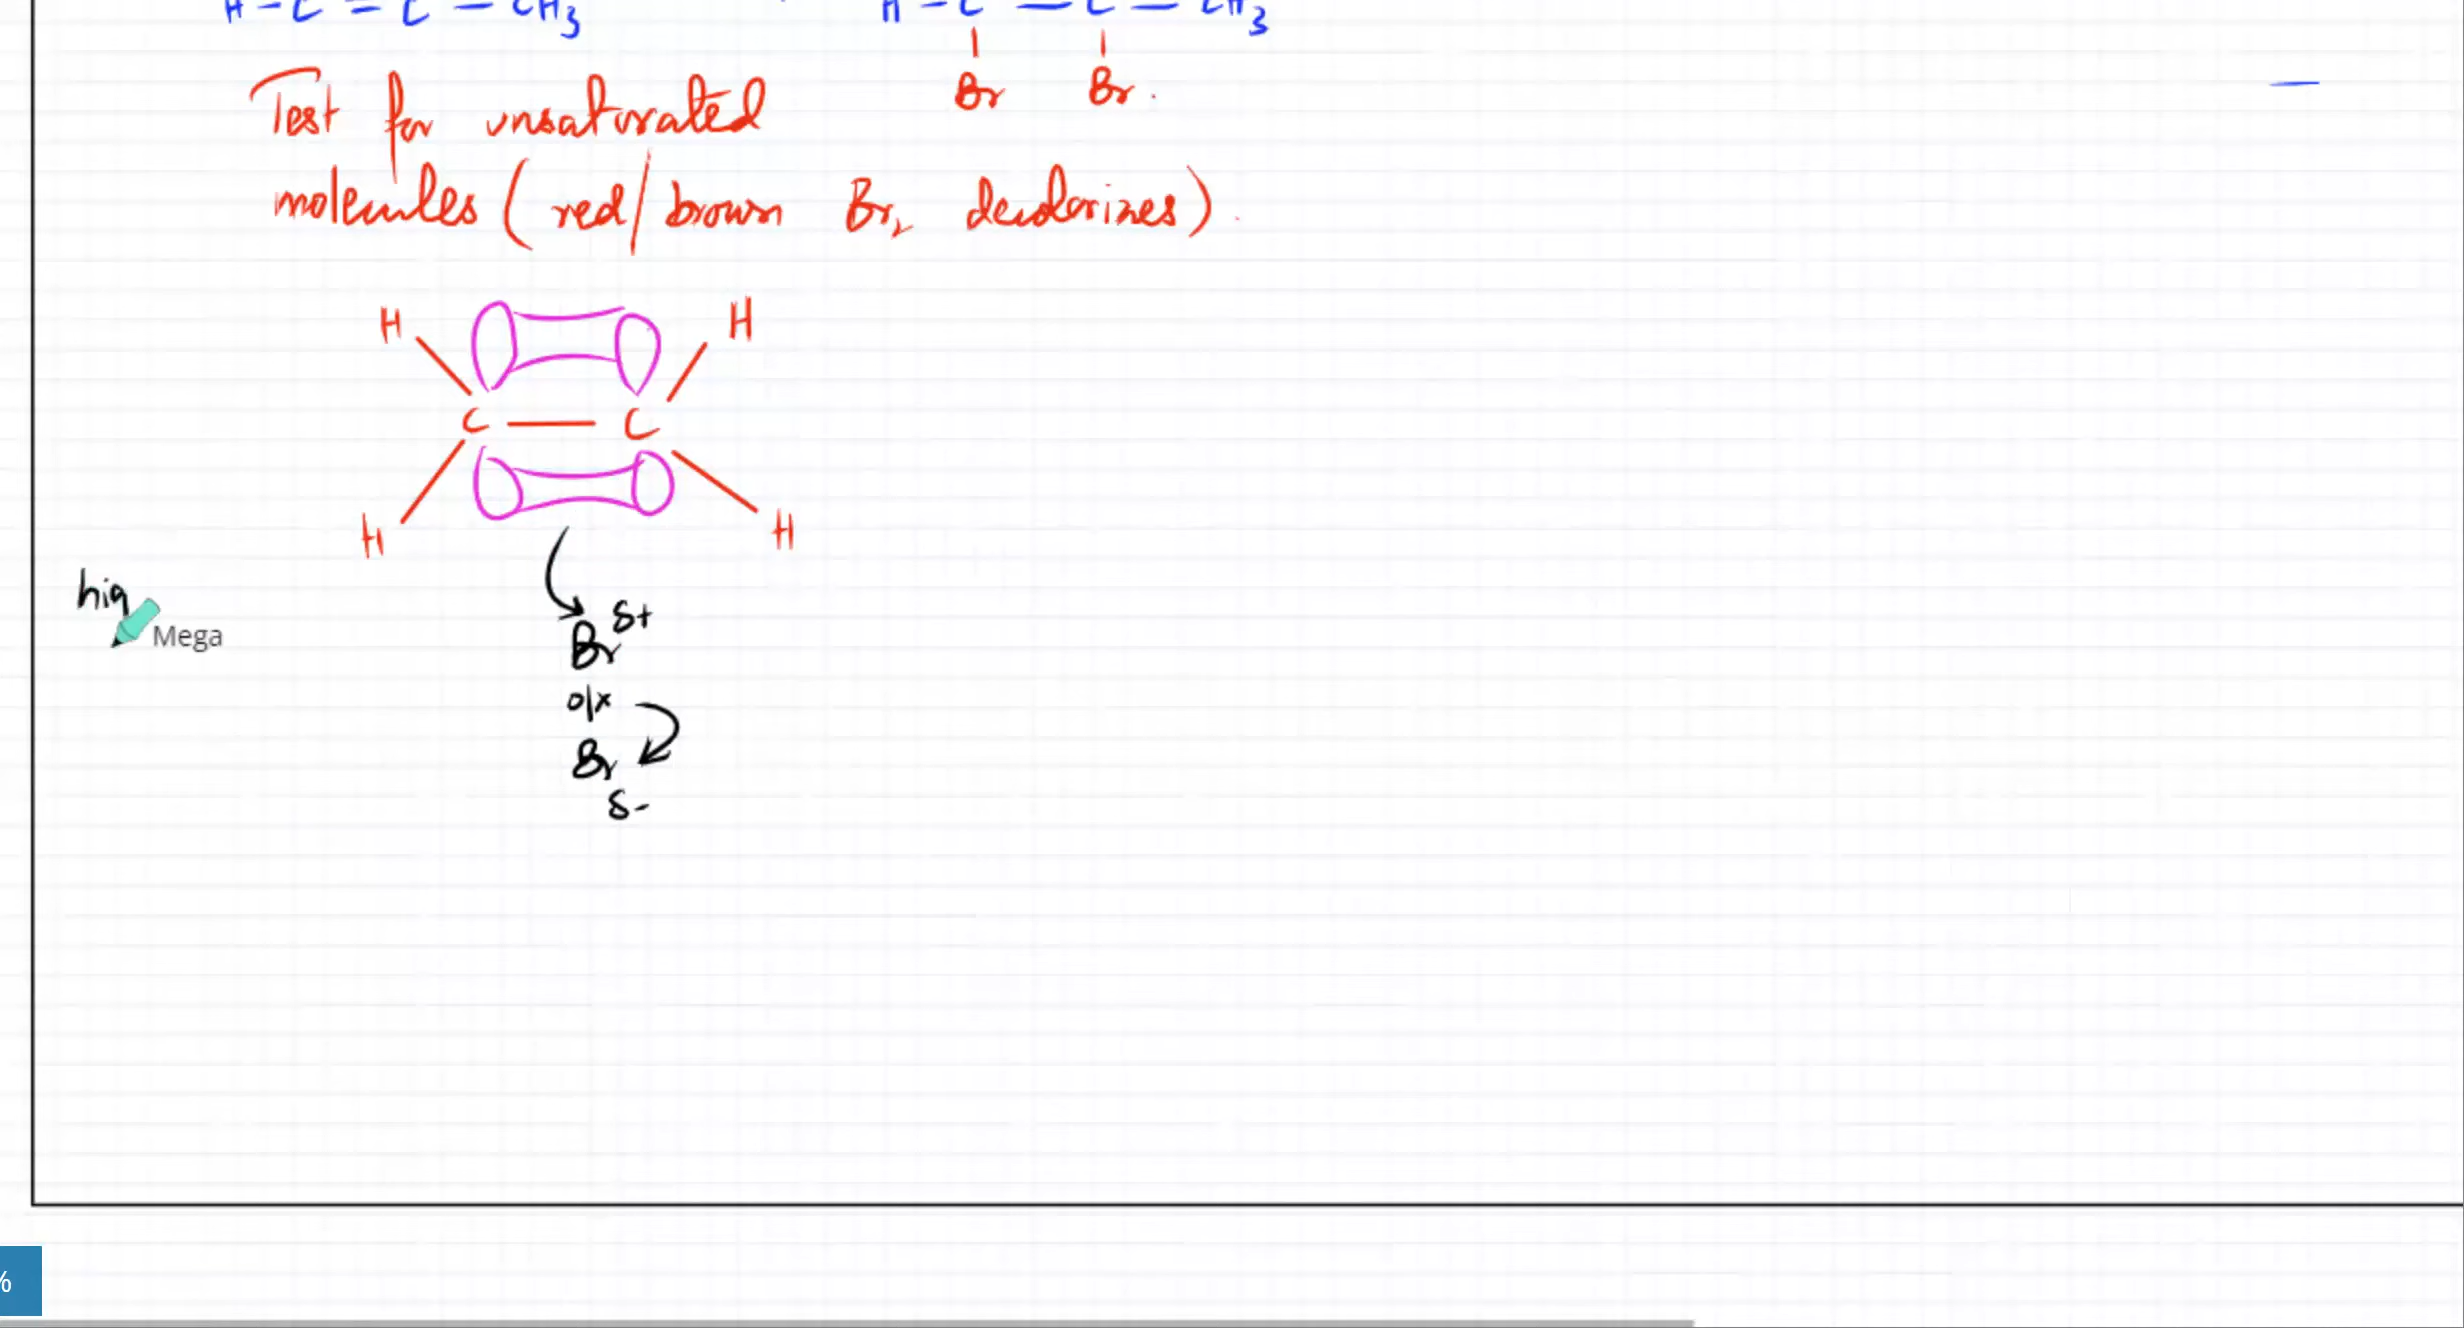 H - C = C - CH3
H - C - C - CH3
Br Br.
Test for unsaturated
molecules (red/brown Br2 decolorizes).
H H
C — C
H H
hig
Mega
Br δ+
o|x
Br
δ-
%